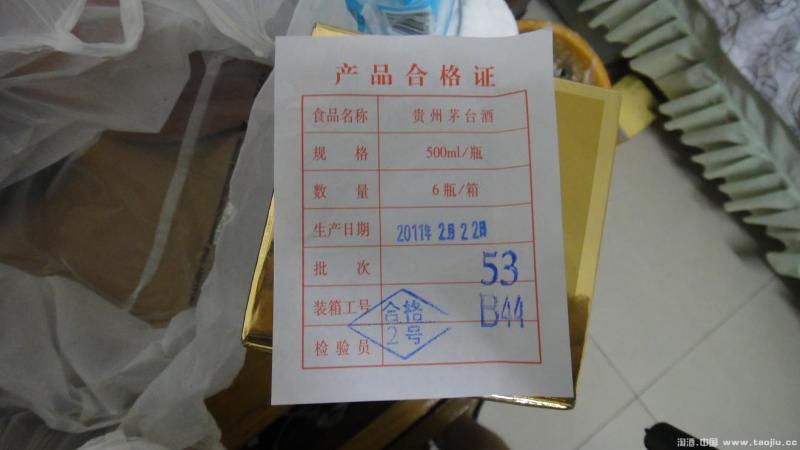 产品合格证
食品名称 贵州茅台酒
规格 500ml/瓶
数量 6瓶/箱
生产日期 2011年2月22日
批次 53
装箱工号 B44
合格
2号
检验员
淘酒.中国 www.taojiu.cc